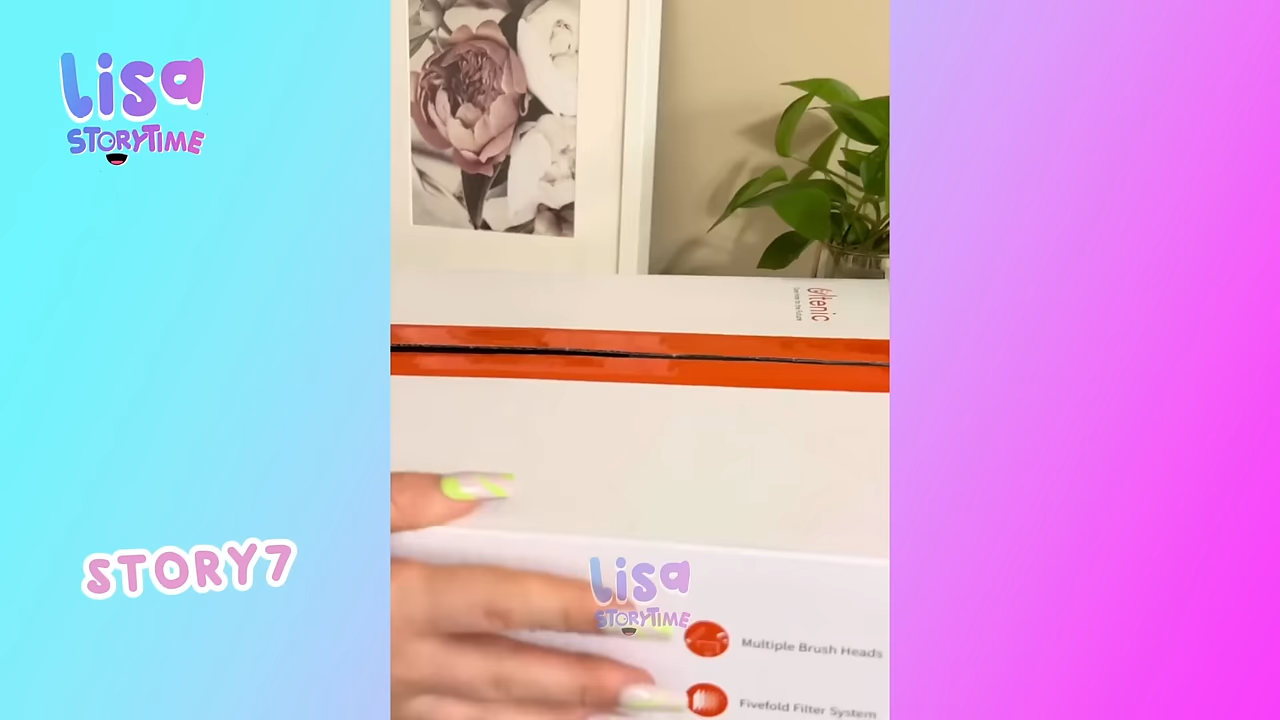 Lisa
STORYTIME
STORY7
Lisa
STORYTIME
Multiple Brush Heads
Fivefold Filter System